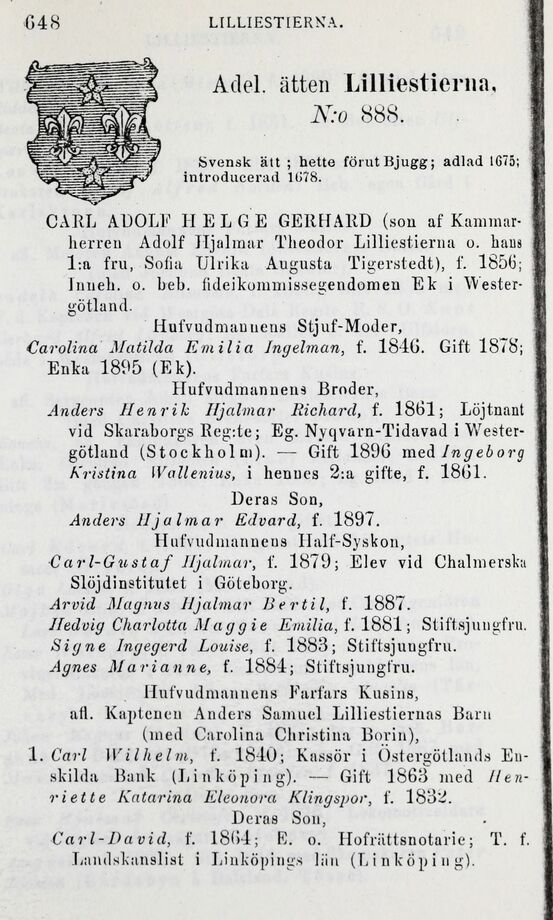 648
LILLIESTIERNA.
Adel. ätten Lilliestierna,
N:o 888.
Svensk ätt ; hette förut Bjugg; adlad 1675;
introducerad 1678.
CARL ADOLF HELGE GERHARD (son af Kammar-
herren Adolf Hjalmar Theodor Lilliestierna o. hans
1:a fru, Sofia Ulrika Augusta Tigerstedt), f. 1856;
Inneh. o. beb. fideikommissegendomen Ek i Wester-
götland.
Hufvudmannens Stjuf-Moder,
Carolina Matilda Emilia Ingelman, f. 1846. Gift 1878;
Enka 1895 (Ek).
Hufvudmannens Broder,
Anders Henrik Hjalmar Richard, f. 1861; Löjtnant
vid Skaraborgs Reg:te; Eg. Nyqvarn-Tidavad i Wester-
götland (Stockholm). — Gift 1896 med Ingeborg
Kristina Wallenius, i hennes 2:a gifte, f. 1861.
Deras Son,
Anders Hjalmar Edvard, f. 1897.
Hufvudmannens Half-Syskon,
Carl-Gustaf Hjalmar, f. 1879; Elev vid Chalmerska
Slöjdinstitutet i Göteborg.
Arvid Magnus Hjalmar Bertil, f. 1887.
Hedvig Charlotta Maggie Emilia, f. 1881; Stiftsjungfru.
Signe Ingegerd Louise, f. 1883; Stiftsjungfru.
Agnes Marianne, f. 1884; Stiftsjungfru.
Hufvudmannens Farfars Kusins,
afl. Kaptenen Anders Samuel Lilliestiernas Barn
(med Carolina Christina Borin),
1. Carl Wilhelm, f. 1840; Kassör i Östergötlands En-
skilda Bank (Linköping). — Gift 1863 med Hen-
riette Katarina Eleonora Klingspor, f. 1832.
Deras Son,
Carl-David, f. 1864; E. o. Hofrättsnotarie; T. f.
Landskanslist i Linköpings län (Linköping).